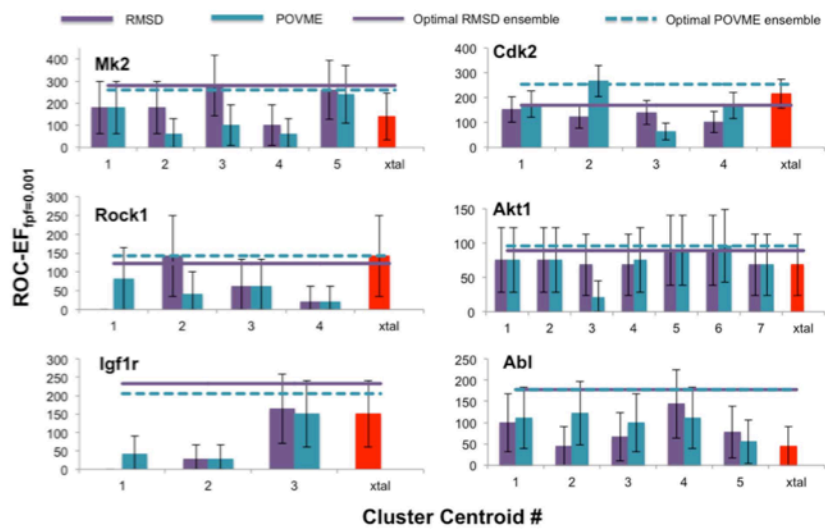 RMSD POVME Optimal RMSD ensemble Optimal POVME ensemble
Mk2
400
300
200
100
0
1 2 3 4 5 xtal
Cdk2
400
300
200
100
0
1 2 3 4 xtal
Rock1
300
250
200
150
100
50
0
1 2 3 4 xtal
Akt1
150
100
50
0
1 2 3 4 5 6 7 xtal
Igf1r
300
250
200
150
100
50
0
1 2 3 xtal
Abl
250
200
150
100
50
0
1 2 3 4 5 xtal
ROC-EFfpf=0.001
Cluster Centroid #